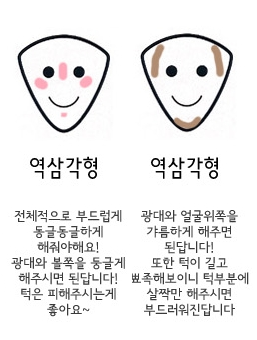 역삼각형
전체적으로 부드럽게
둥글둥글하게
해줘야해요!
광대와 볼쪽을 둥글게
해주시면 된답니다!
턱은 피해주시는게
좋아요~
역삼각형
광대와 얼굴위쪽을
갸름하게 해주면
된답니다!
또한 턱이 길고
뾰족해보이니 턱부분에
살짝만 해주시면
부드러워진답니다